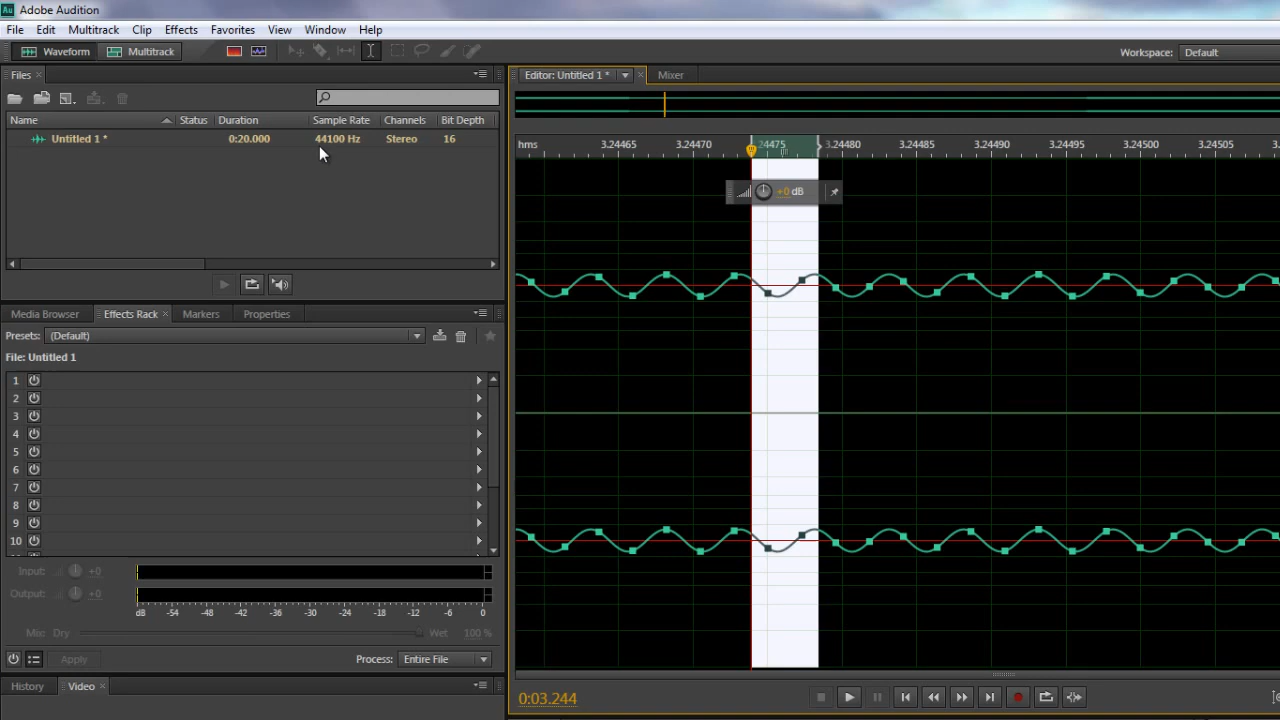 Au Adobe Audition
File Edit Multitrack Clip Effects Favorites View Window Help
Waveform Multitrack Workspace: Default
Files × Editor: Untitled 1 * × Mixer
Name Status Duration Sample Rate Channels Bit Depth
Untitled 1 * 0:20.000 44100 Hz Stereo 16
hms 3.24465 3.24470 3.24475 3.24480 3.24485 3.24490 3.24495 3.24500 3.24505 3.
+0 dB
Media Browser Effects Rack × Markers Properties
Presets: (Default)
File: Untitled 1
1
2
3
4
5
6
7
8
9
10
Input: +0
Output: +0
dB -54 -48 -42 -36 -30 -24 -18 -12 -6 0
Mix: Dry Wet 100 %
Apply Process: Entire File
History Video × 0:03.244